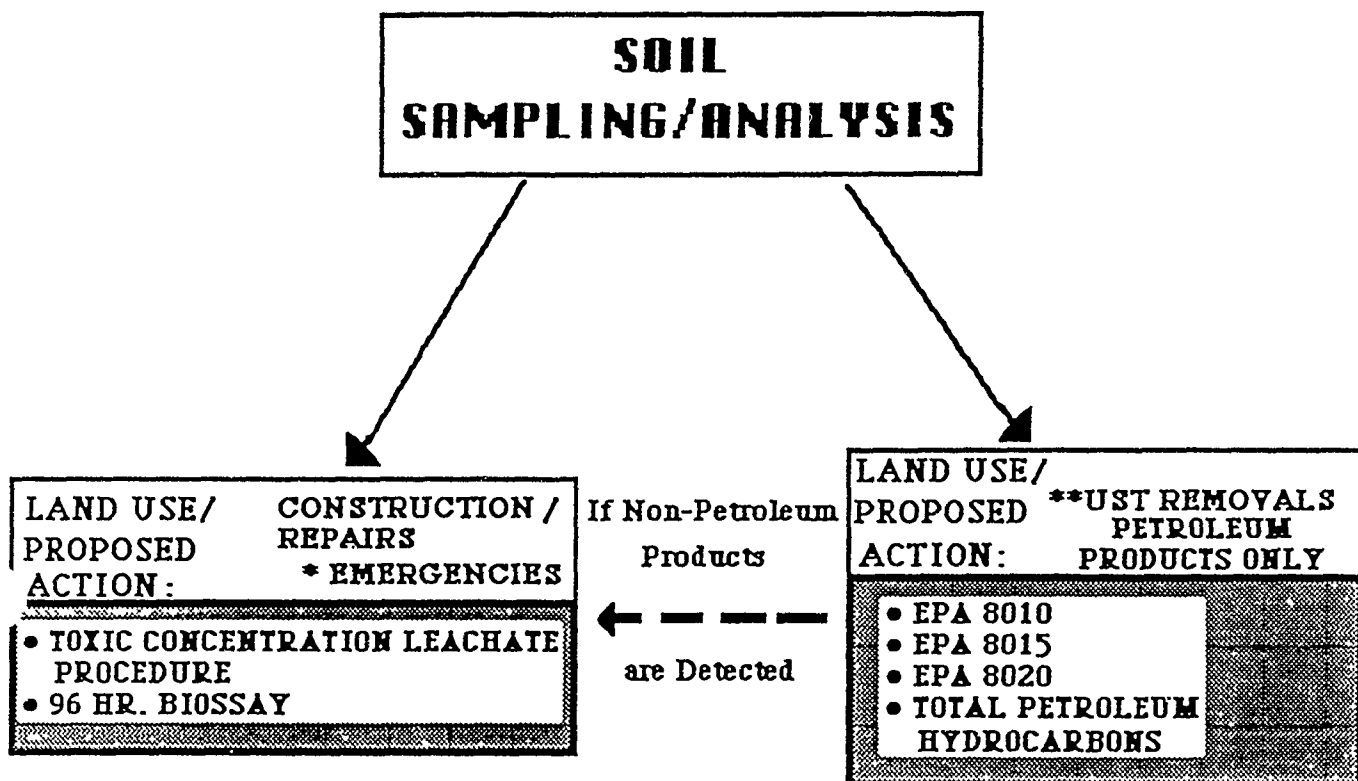 SOIL
SAMPLING/ANALYSIS
LAND USE/
PROPOSED
ACTION:
CONSTRUCTION /
REPAIRS
* EMERGENCIES
• TOXIC CONCENTRATION LEACHATE
PROCEDURE
• 96 HR. BIOSSAY
If Non-Petroleum
Products
are Detected
LAND USE/
PROPOSED
ACTION:
**UST REMOVALS
PETROLEUM
PRODUCTS ONLY
• EPA 8010
• EPA 8015
• EPA 8020
• TOTAL PETROLEUM
HYDROCARBONS